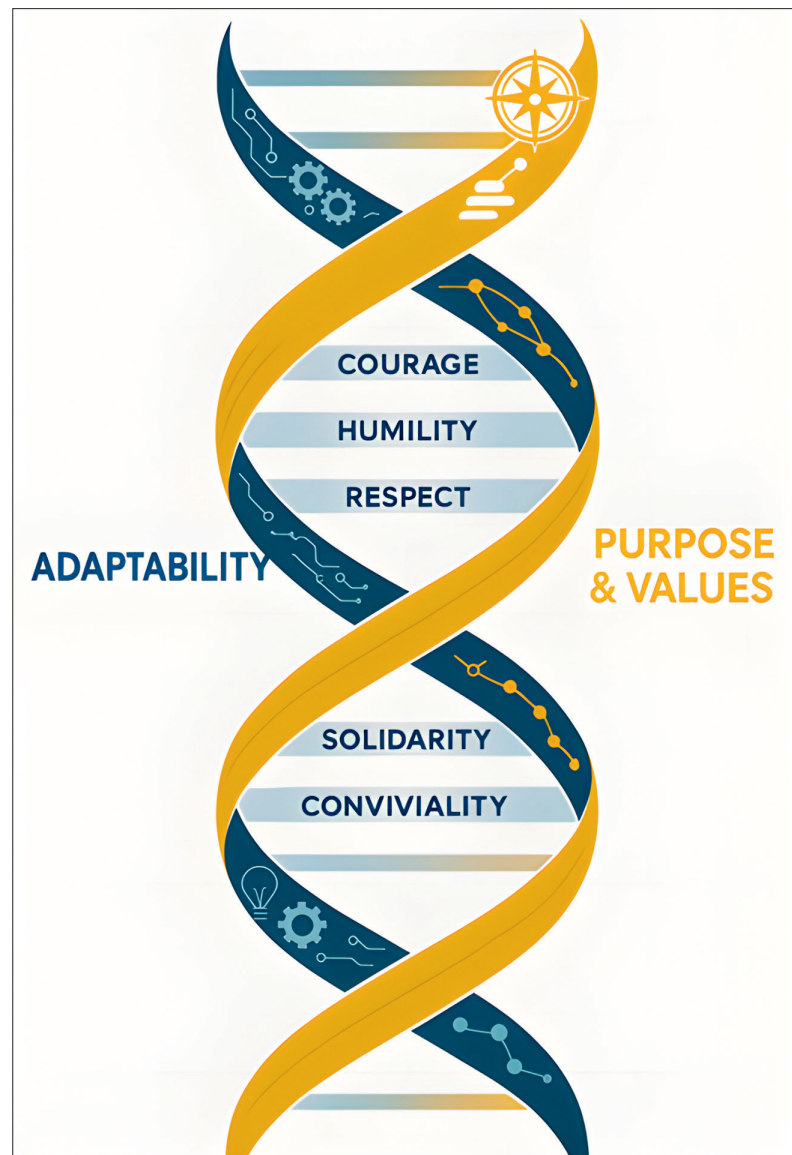 COURAGE
HUMILITY
RESPECT
ADAPTABILITY
PURPOSE
& VALUES
SOLIDARITY
CONVIVIALITY